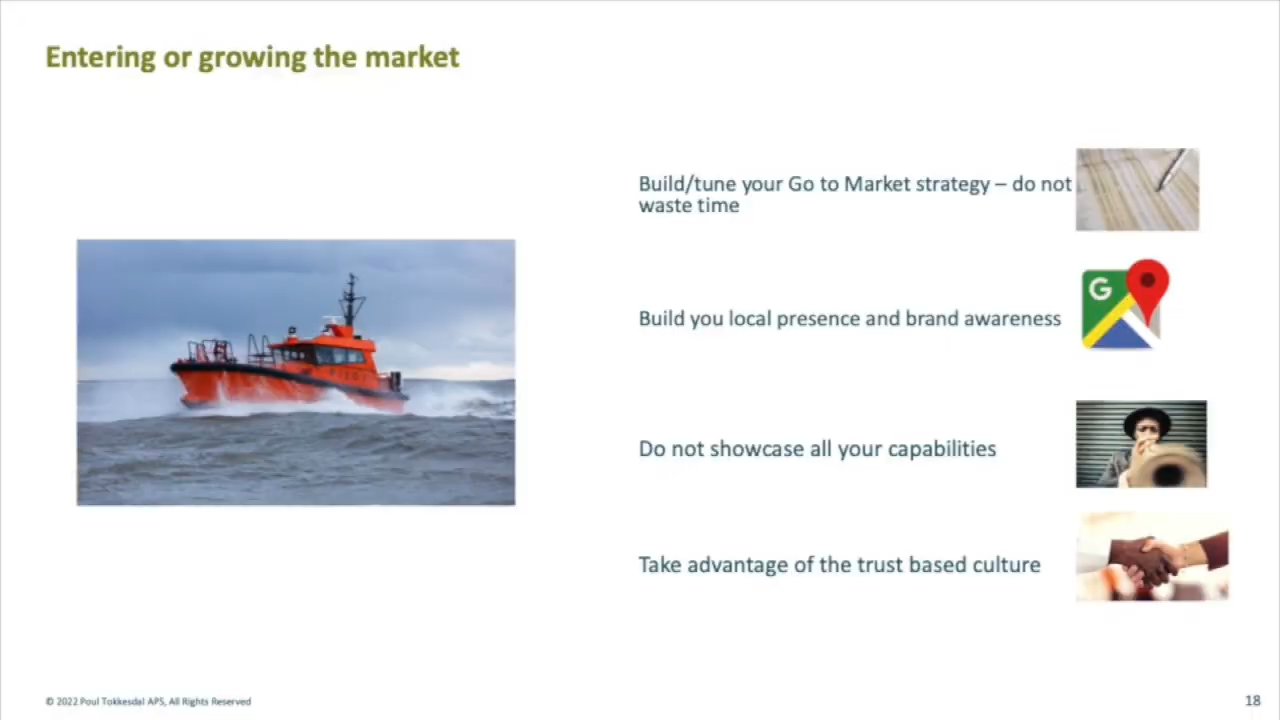 Entering or growing the market
Build/tune your Go to Market strategy – do not
waste time
G
Build you local presence and brand awareness
PILOT
Do not showcase all your capabilities
Take advantage of the trust based culture
© 2022 Poul Tokkesdal APS, All Rights Reserved
18